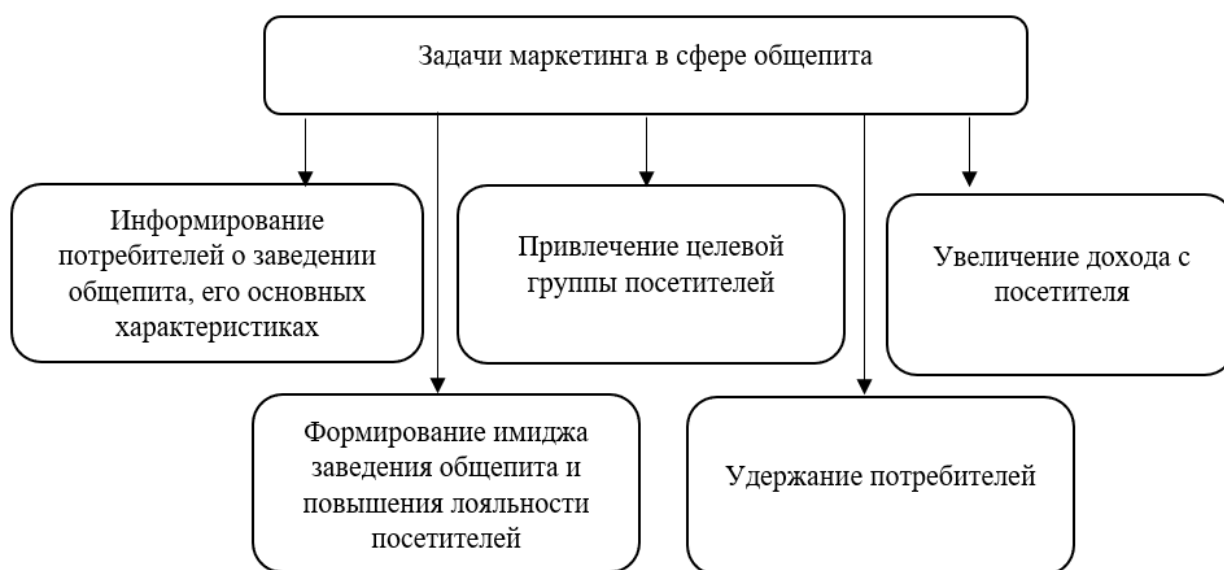 Задачи маркетинга в сфере общепита
Информирование
потребителей о заведении
общепита, его основных
характеристиках
Привлечение целевой
группы посетителей
Увеличение дохода с
посетителя
Формирование имиджа
заведения общепита и
повышения лояльности
посетителей
Удержание потребителей